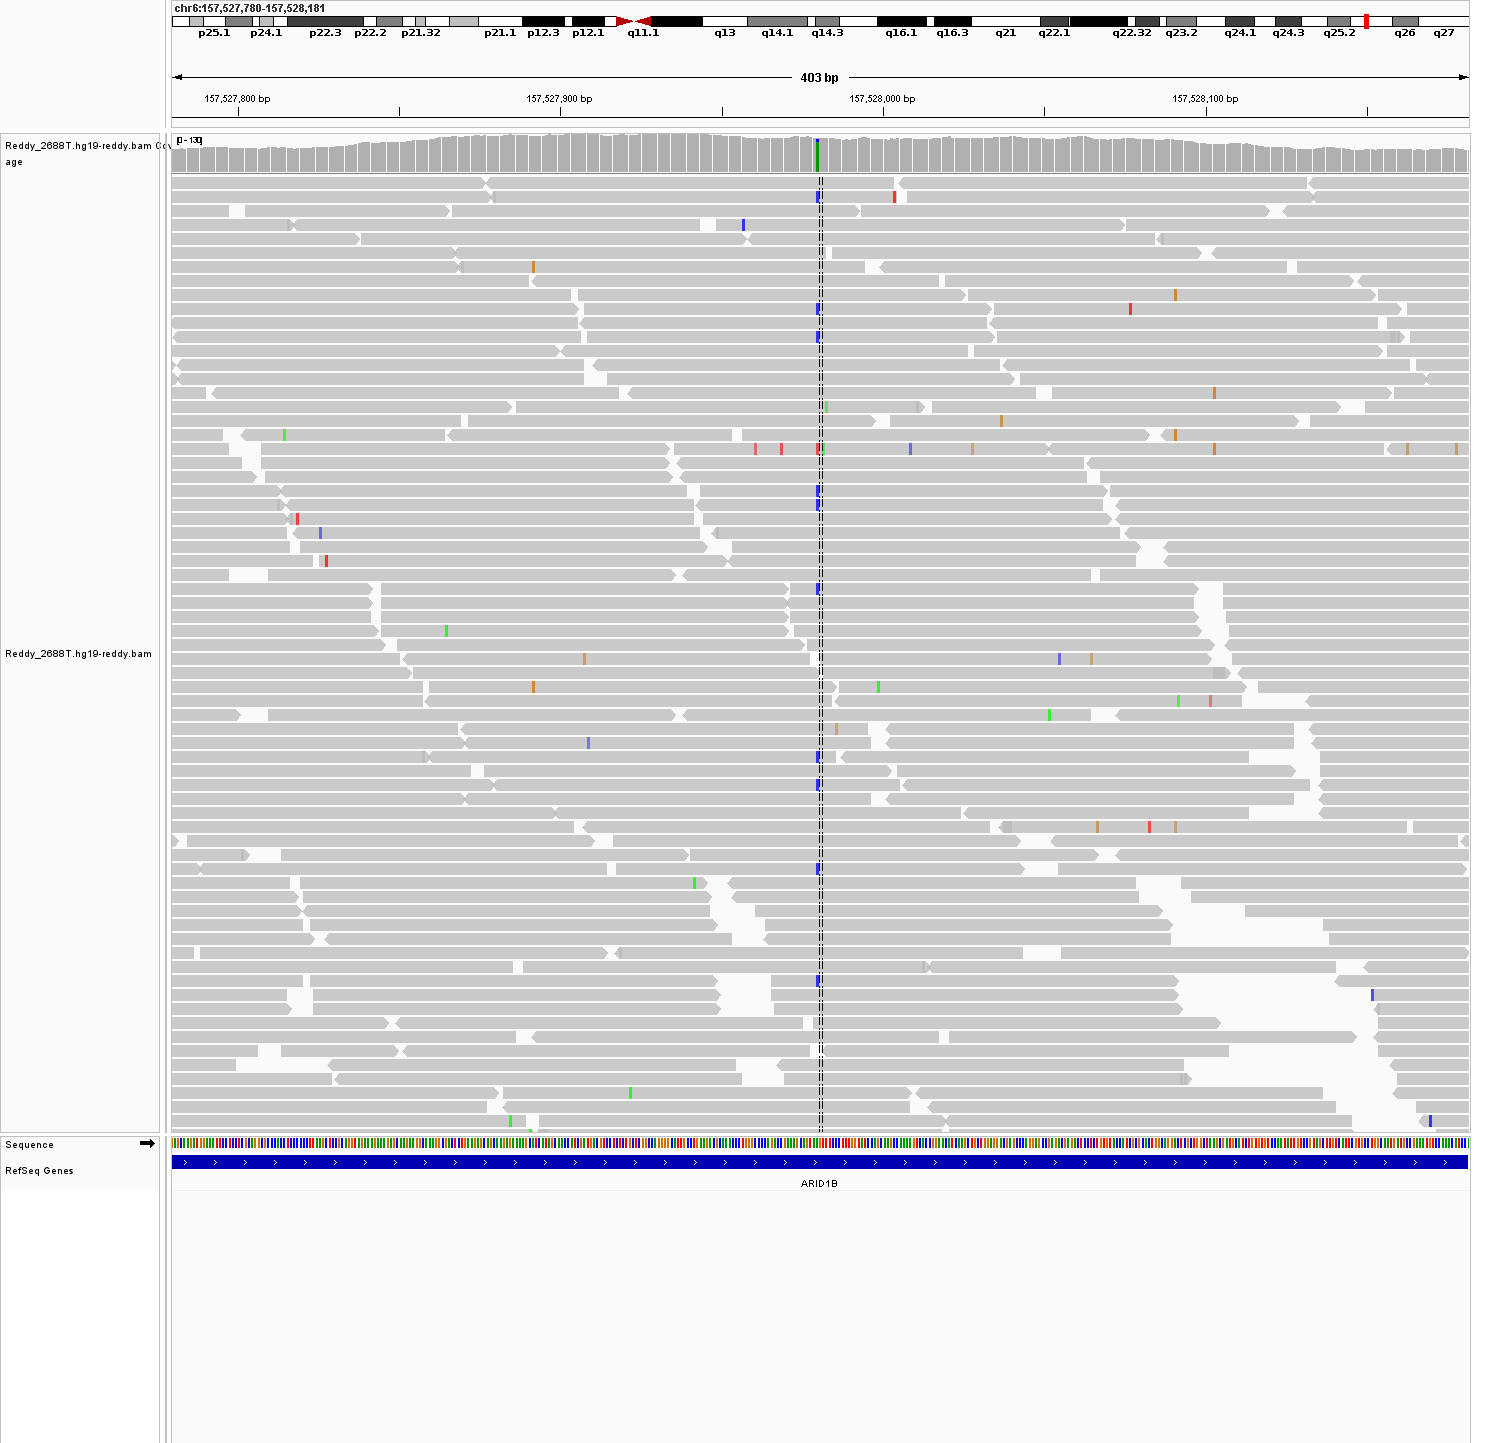 chr6:157,527,780-157,528,181
p25.1 p24.1 p22.3 p22.2 p21.32 p21.1 p12.3 p12.1 q11.1 q13 q14.1 q14.3 q16.1 q16.3 q21 q22.1 q22.32 q23.2 q24.1 q24.3 q25.2 q26 q27
403 bp
157,527,800 bp 157,527,900 bp 157,528,000 bp 157,528,100 bp
[0 - 130]
Reddy_2688T.hg19-reddy.bam Cov
age
Reddy_2688T.hg19-reddy.bam
Sequence
RefSeq Genes
ARID1B